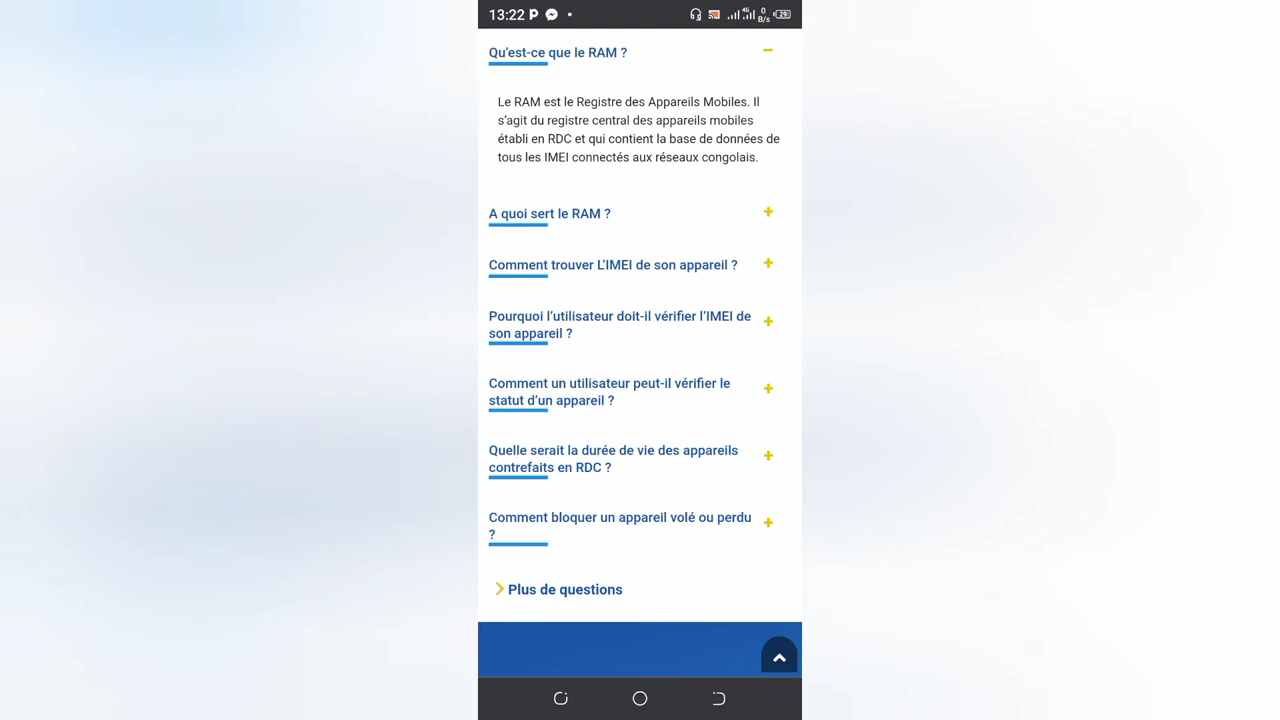 13:22
4G
0
B/s
29
Qu'est-ce que le RAM ?
Le RAM est le Registre des Appareils Mobiles. Il
s'agit du registre central des appareils mobiles
établi en RDC et qui contient la base de données de
tous les IMEI connectés aux réseaux congolais.
A quoi sert le RAM ?
Comment trouver L'IMEI de son appareil ?
Pourquoi l'utilisateur doit-il vérifier l'IMEI de
son appareil ?
Comment un utilisateur peut-il vérifier le
statut d'un appareil ?
Quelle serait la durée de vie des appareils
contrefaits en RDC ?
Comment bloquer un appareil volé ou perdu
?
Plus de questions